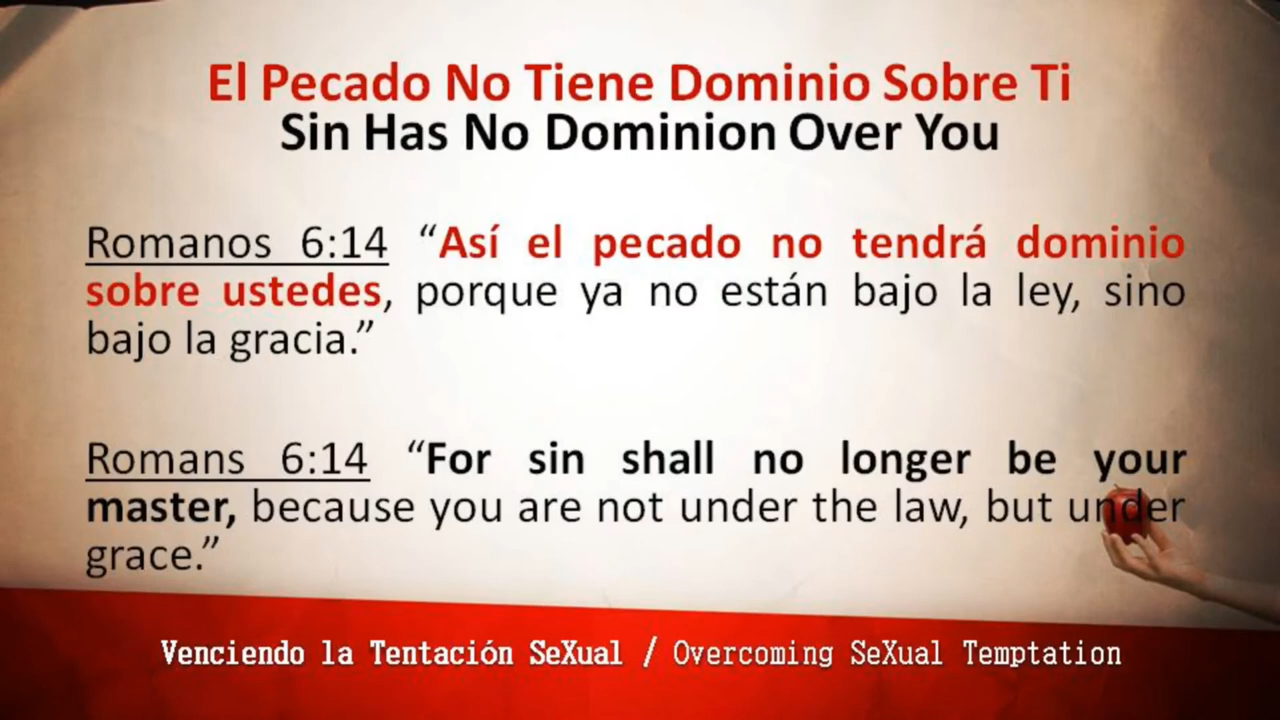 El Pecado No Tiene Dominio Sobre Ti
Sin Has No Dominion Over You
Romanos 6:14 “Así el pecado no tendrá dominio
sobre ustedes, porque ya no están bajo la ley, sino
bajo la gracia.”
Romans 6:14 “For sin shall no longer be your
master, because you are not under the law, but under
grace.”
Venciendo la Tentación SeXual / Overcoming SeXual Temptation